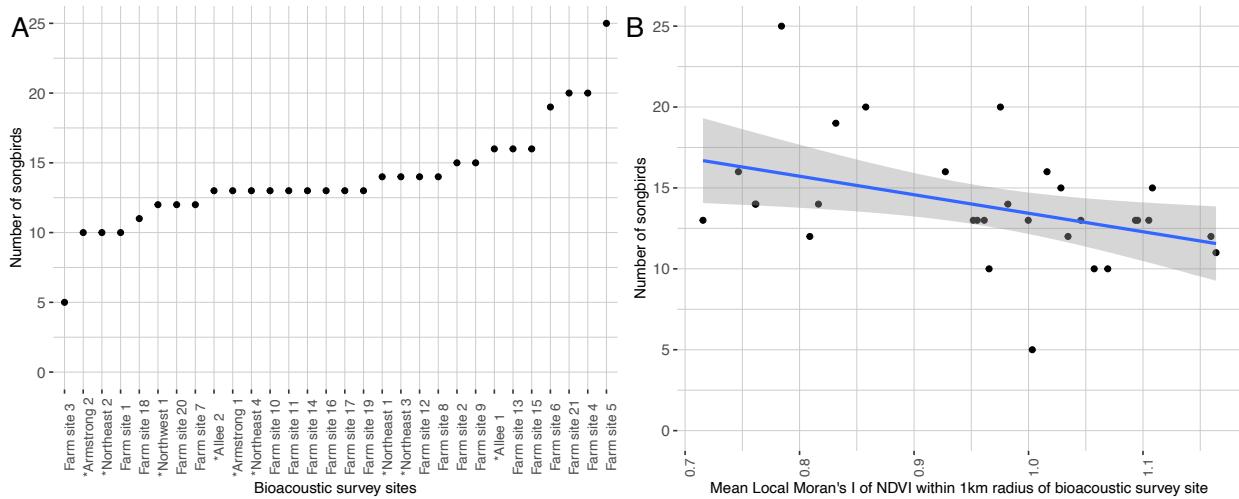 A
Number of songbirds
25
20
15
10
5
0
Farm site 3
*Armstrong 2
*Northeast 2
Farm site 1
Farm site 18
*Northwest 1
Farm site 20
Farm site 7
*Allee 2
*Armstrong 1
*Northeast 4
Farm site 10
Farm site 11
Farm site 14
Farm site 16
Farm site 17
Farm site 19
*Northeast 1
*Northeast 3
Farm site 12
Farm site 8
Farm site 2
Farm site 9
*Allee 1
Farm site 13
Farm site 15
Farm site 6
Farm site 21
Farm site 4
Farm site 5
Bioacoustic survey sites
B
Number of songbirds
25
20
15
10
5
0
0.7
0.8
0.9
1.0
1.1
Mean Local Moran's I of NDVI within 1km radius of bioacoustic survey site